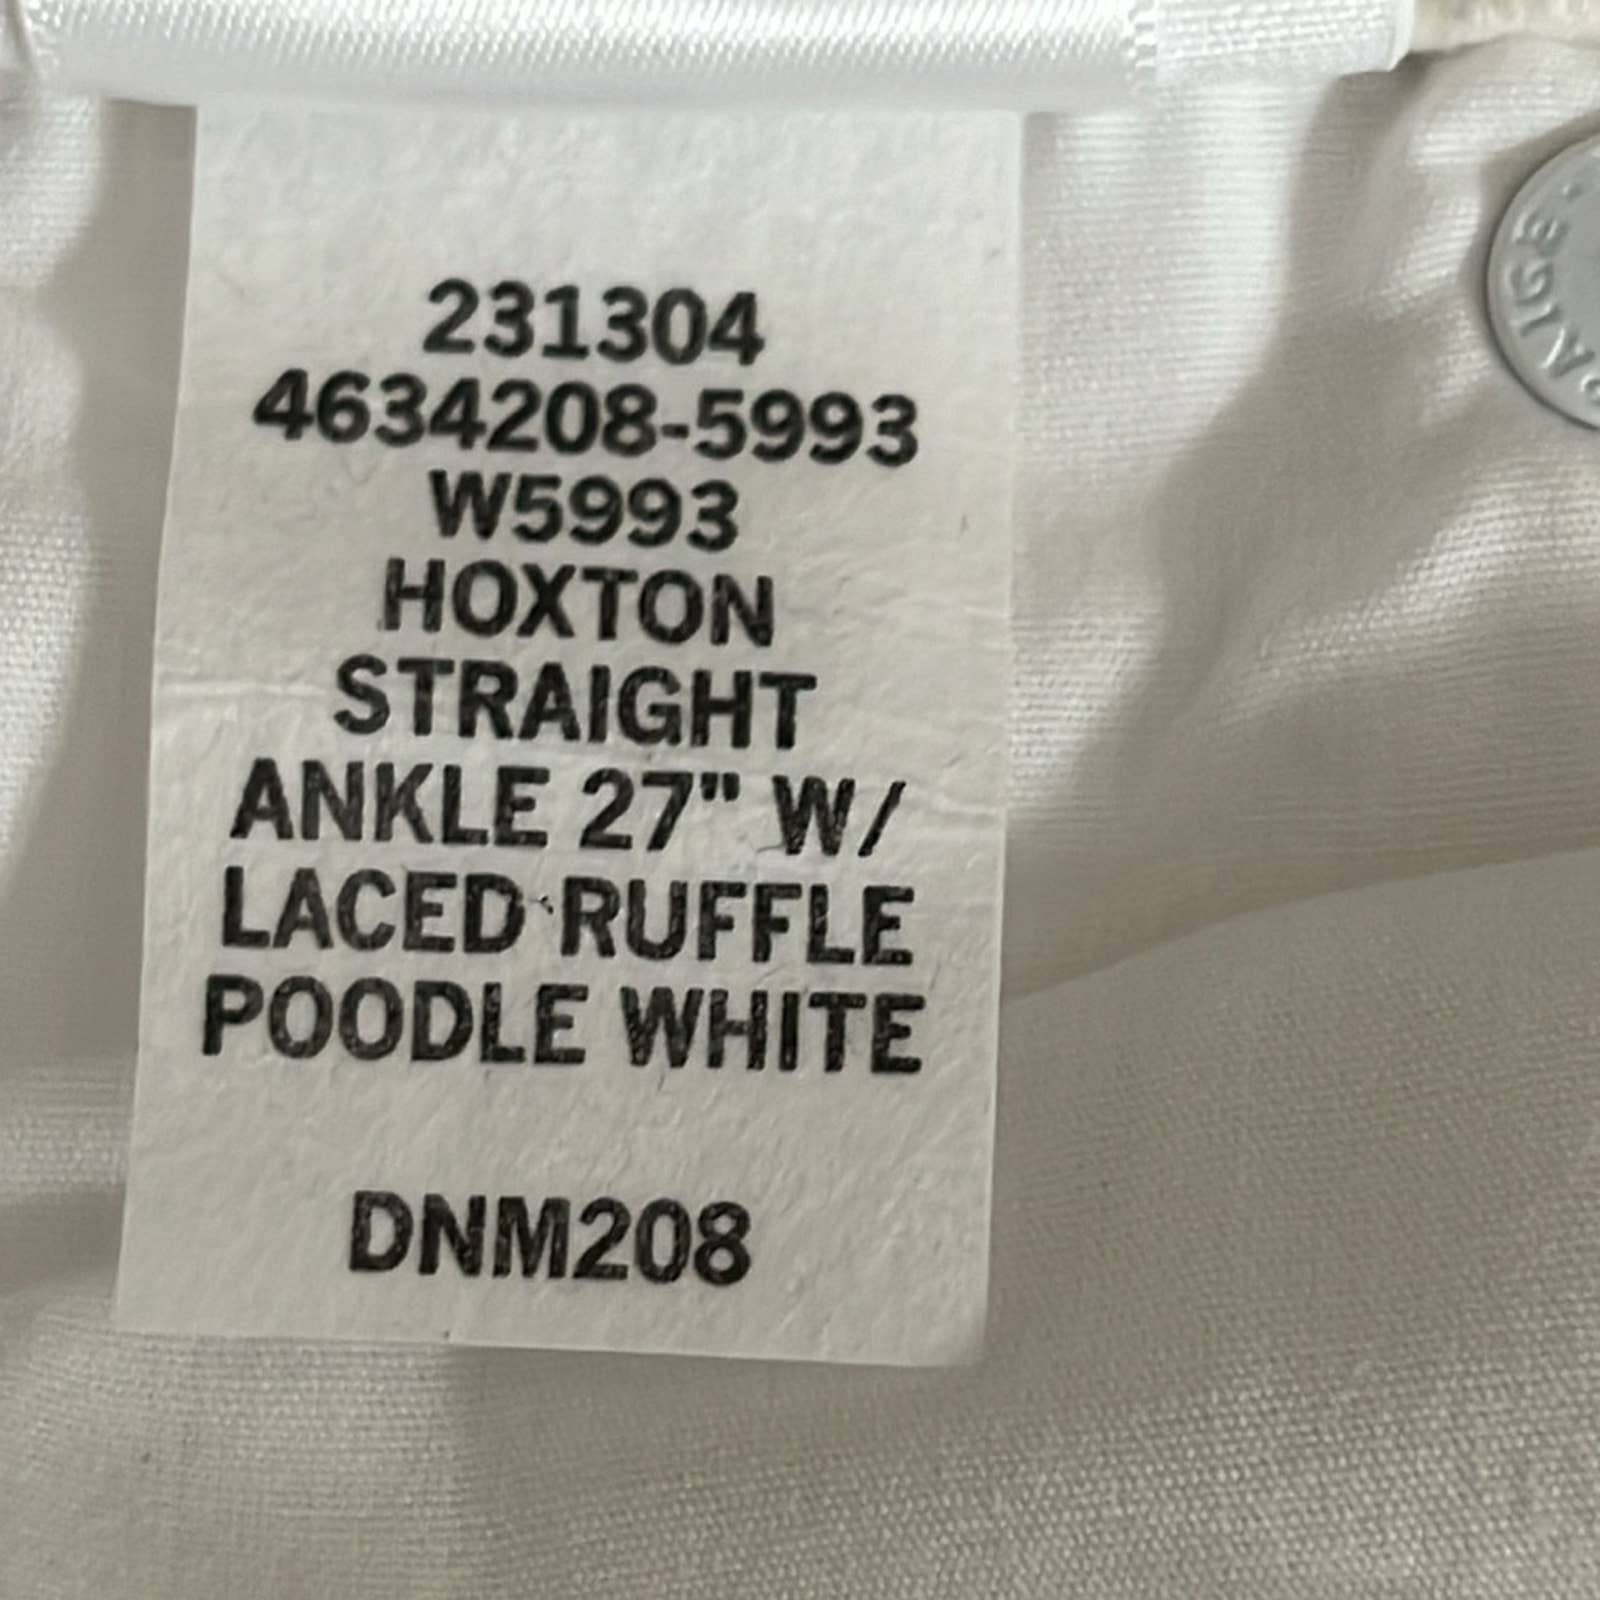 231304
4634208-5993
W5993
HOXTON
STRAIGHT
ANKLE 27" W/
LACED RUFFLE
POODLE WHITE
DNM208